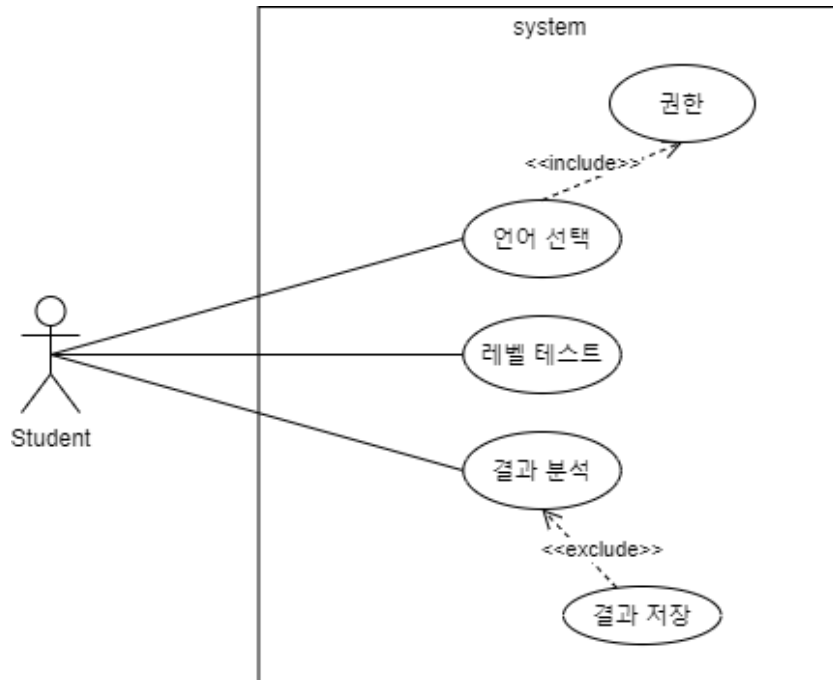 system
권한
<<include>>
언어 선택
레벨 테스트
Student
결과 분석
<<exclude>>
결과 저장